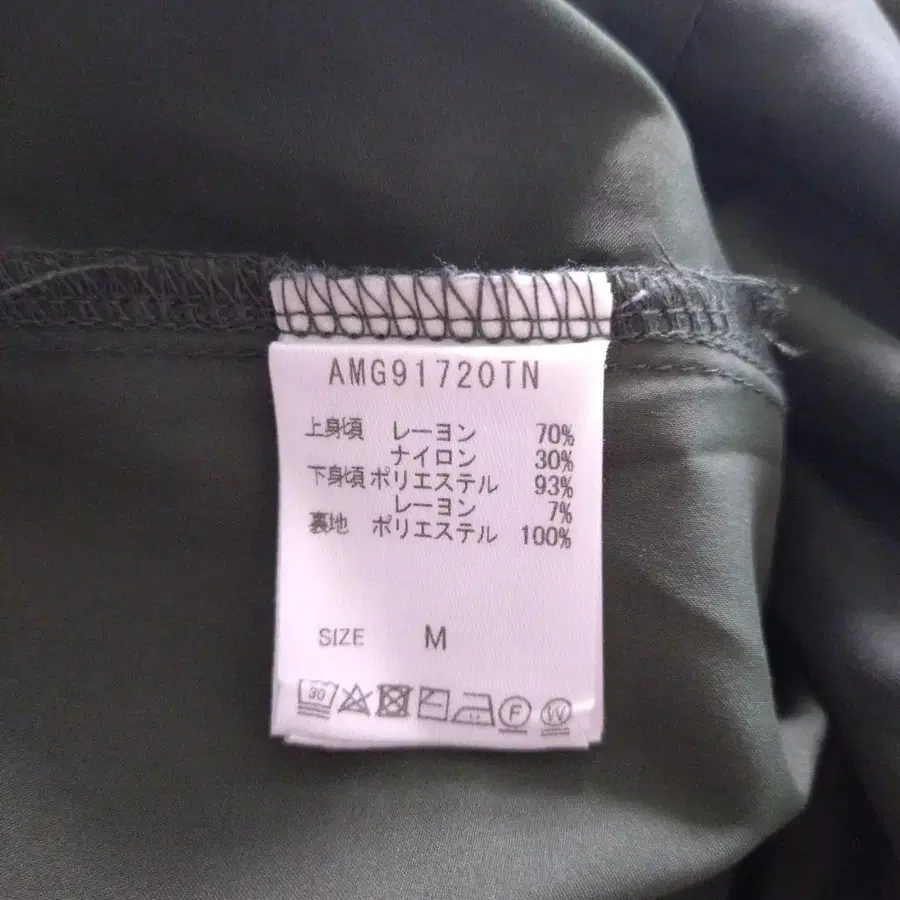 AMG91720TN
上身頃 レーヨン 70%
ナイロン 30%
下身頃 ポリエステル 93%
レーヨン 7%
裏地 ポリエステル 100%
SIZE M
30 F W